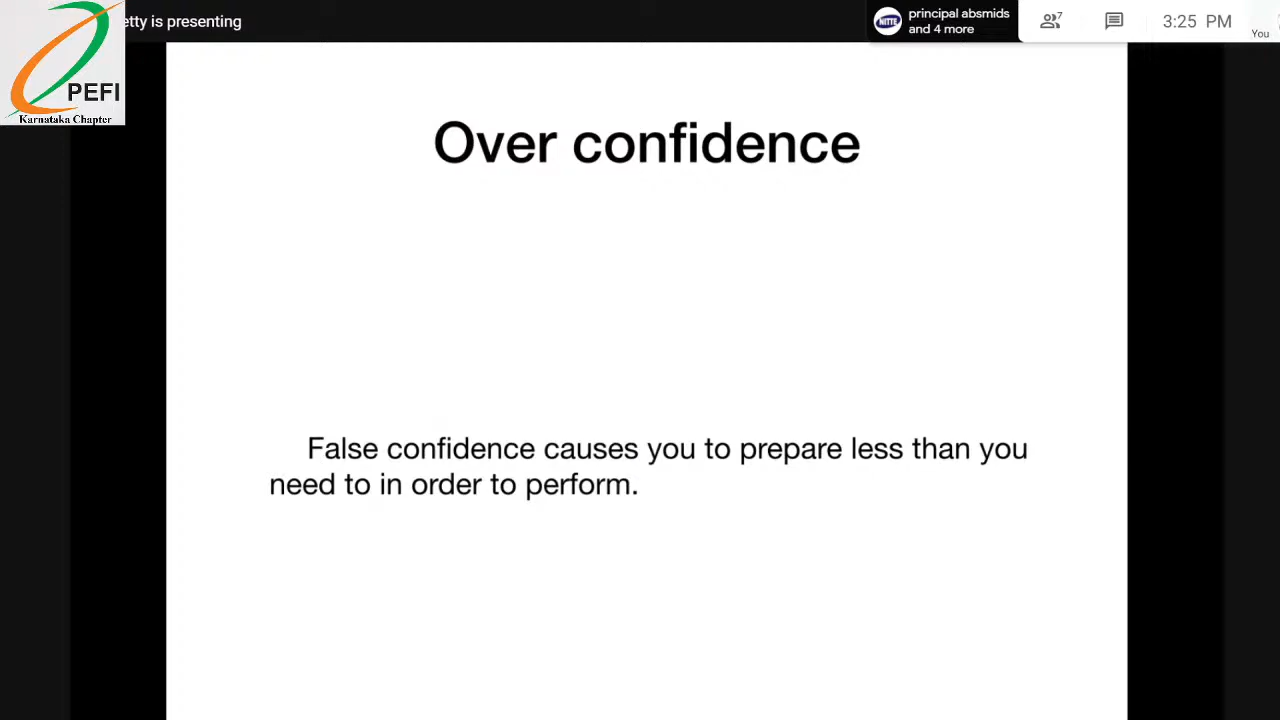 etty is presenting
principal absmids
and 4 more
7
3:25 PM
You
NITTE
PEFI
Karnataka Chapter
Over confidence
False confidence causes you to prepare less than you
need to in order to perform.